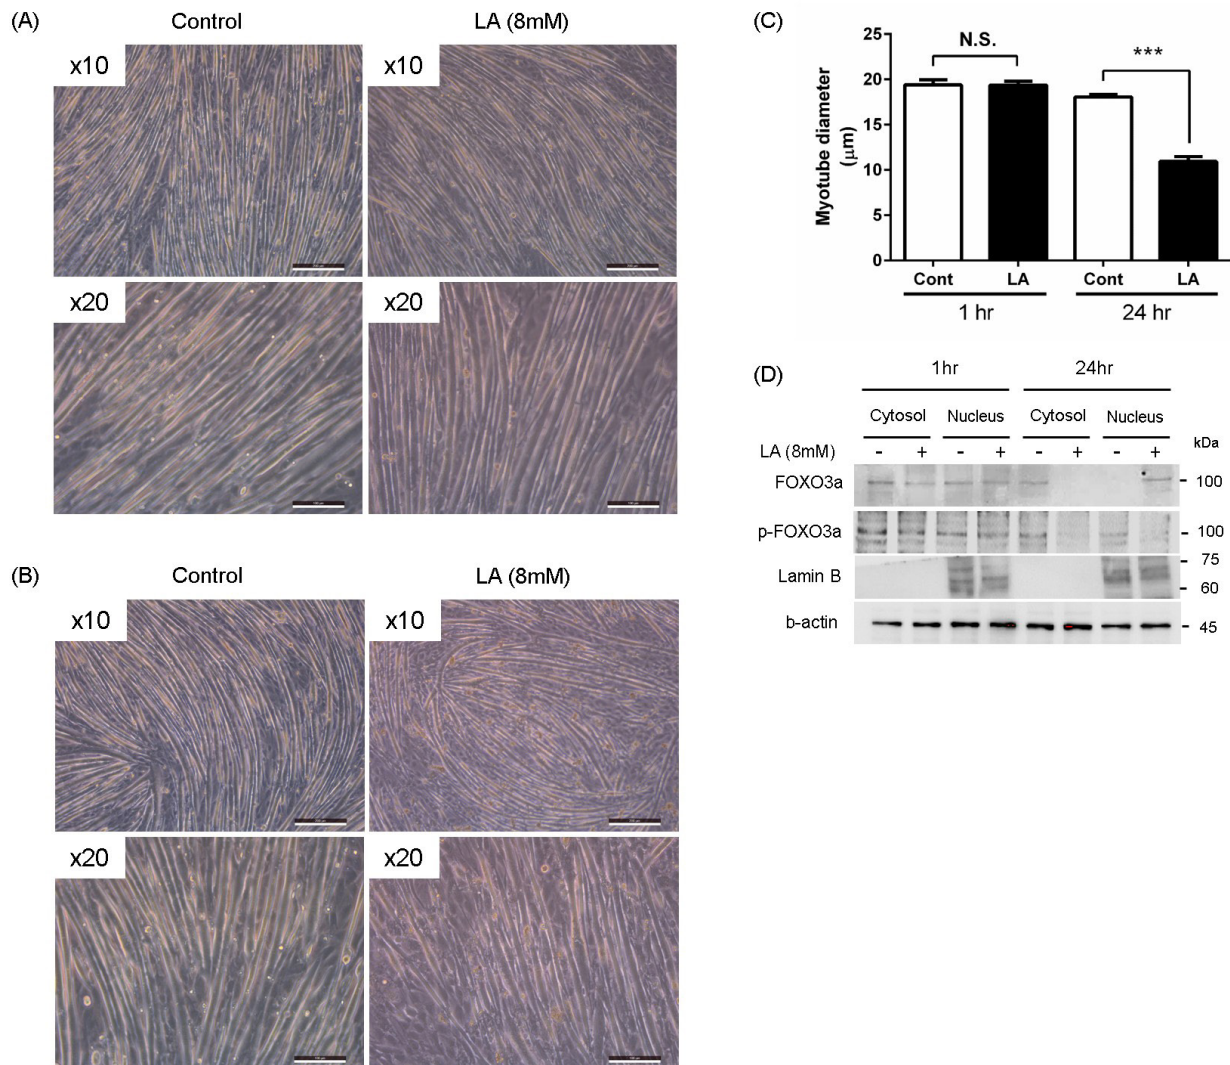 (A)
Control
LA (8mM)
x10
x10
x20
x20
(B)
Control
LA (8mM)
x10
x10
x20
x20
(C)
Myotube diameter
(μm)
25
20
15
10
5
0
N.S.
***
Cont LA Cont LA
1 hr 24 hr
(D)
1hr 24hr
Cytosol Nucleus Cytosol Nucleus
kDa
LA (8mM) - + - + - + - +
FOXO3a - 100
p-FOXO3a - 100
Lamin B - 75
- 60
b-actin - 45